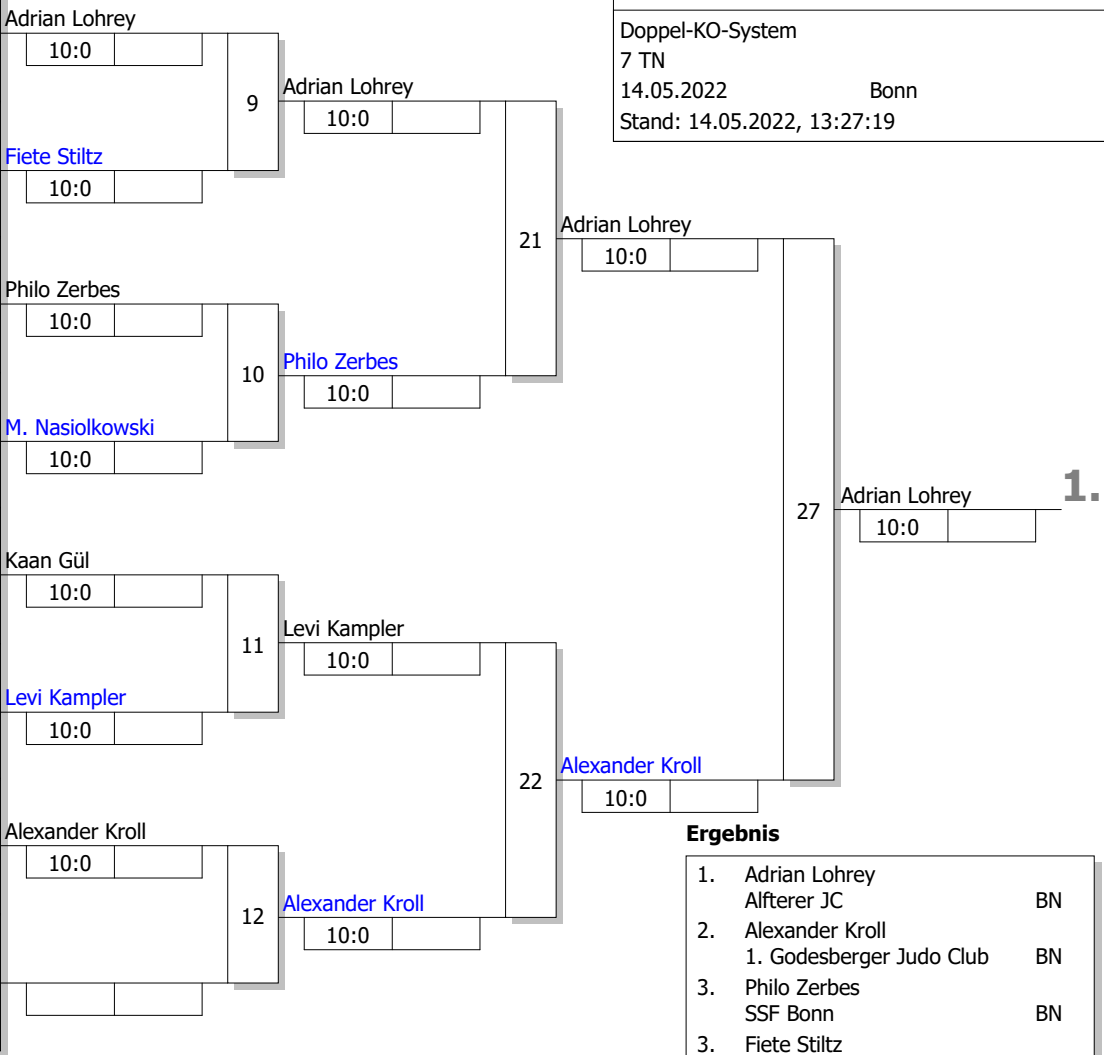 Doppel-KO-System
7 TN
14.05.2022 Bonn
Stand: 14.05.2022, 13:27:19
Adrian Lohrey
10:0
9
Fiete Stiltz
10:0
Adrian Lohrey
10:0
Philo Zerbes
10:0
10
M. Nasiolkowski
10:0
Philo Zerbes
10:0
21
Adrian Lohrey
10:0
Kaan Gül
10:0
11
Levi Kampler
10:0
Levi Kampler
10:0
Alexander Kroll
10:0
12
Alexander Kroll
10:0
22
Alexander Kroll
10:0
27
Adrian Lohrey
10:0
1.
Ergebnis
1. Adrian Lohrey
Alfterer JC BN
2. Alexander Kroll
1. Godesberger Judo Club BN
3. Philo Zerbes
SSF Bonn BN
3. Fiete Stiltz